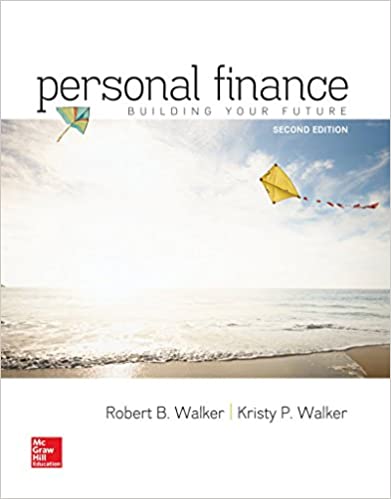 personal finance
BUILDING YOUR FUTURE
SECOND EDITION
Robert B. Walker | Kristy P. Walker
Mc
Graw
Hill
Education